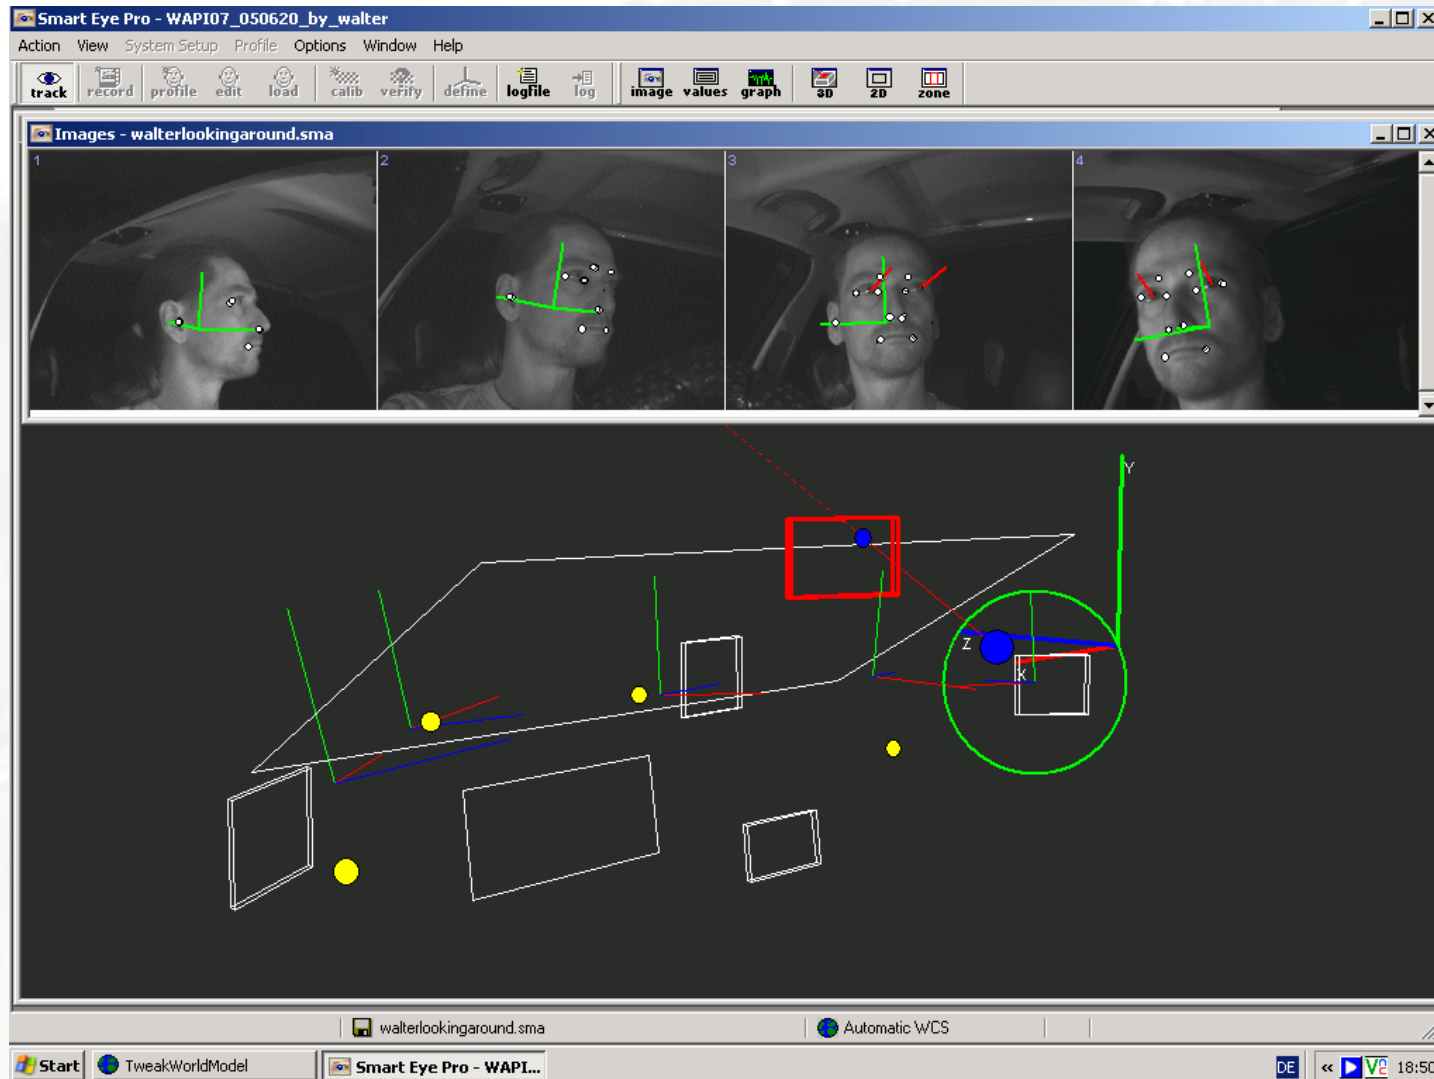 Smart Eye Pro - WAPI07_050620_by_walter
Action View System Setup Profile Options Window Help
track record profile edit load calib verify define logfile log image values graph 3D 2D zone
Images - walterlookingaround.sma
1 2 3 4
Y
Z
X
walterlookingaround.sma Automatic WCS
Start TweakWorldModel Smart Eye Pro - WAPI... DE « 18:50